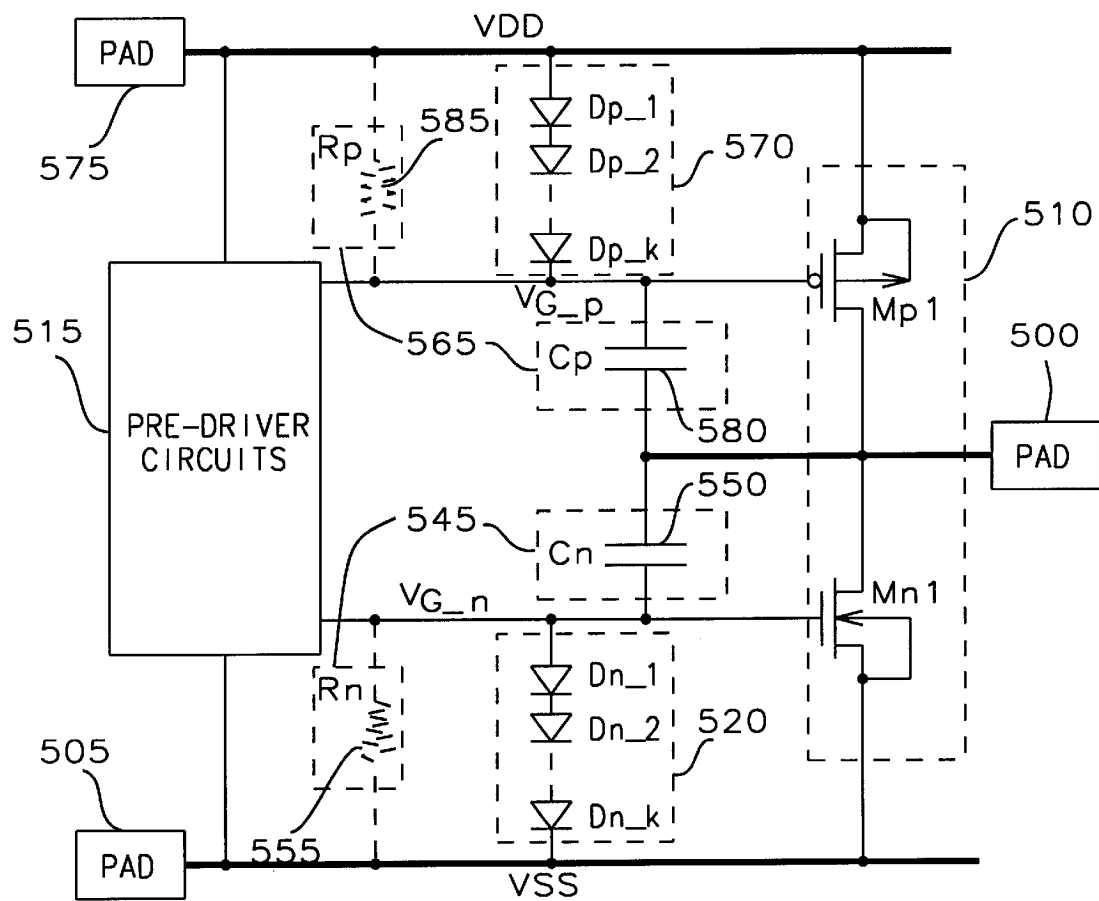 VDD
PAD
575
585
Rp
Dp_1
Dp_2
570
510
Dp_k
VG_p
Mp1
515
565
Cp
500
580
PRE-DRIVER
CIRCUITS
PAD
550
545
Cn
VG_n
Mn1
Rn
Dn_1
Dn_2
520
505
Dn_k
555
PAD
VSS